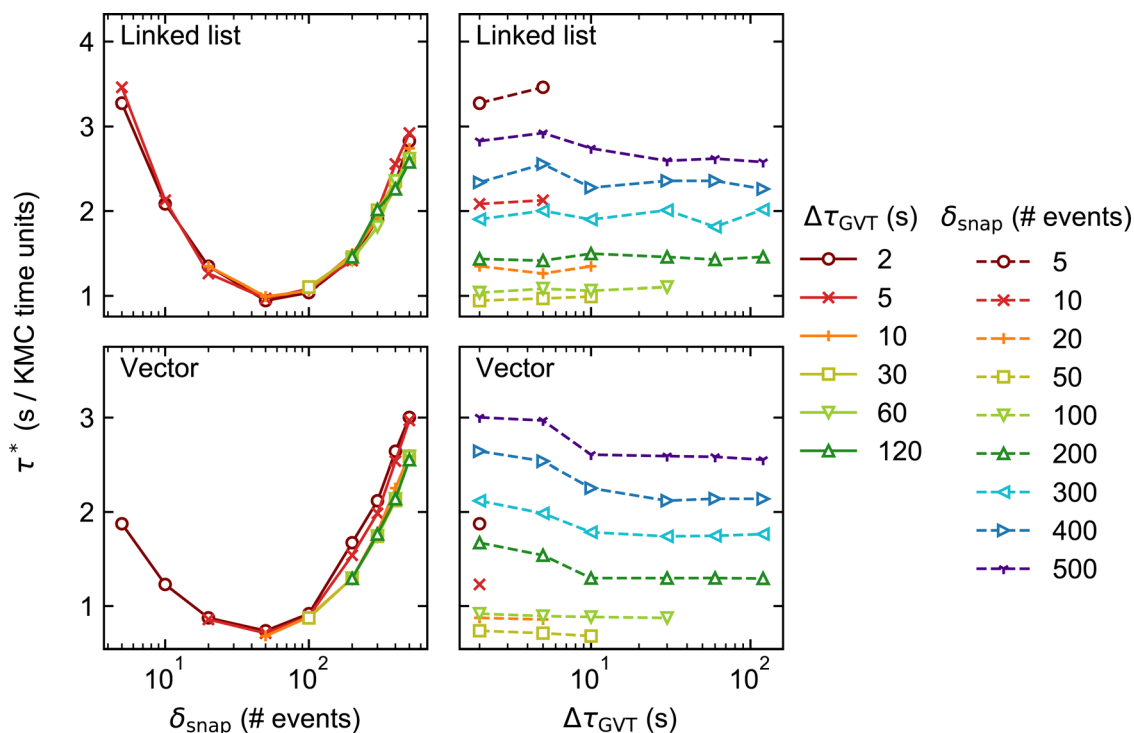 Linked list
Linked list
4
3
2
1
Vector
Vector
3
2
1
τ* (s / KMC time units)
10¹
10²
10¹
10²
δsnap (# events)
ΔτGVT (s)
ΔτGVT (s)
2
5
10
30
60
120
δsnap (# events)
5
10
20
50
100
200
300
400
500